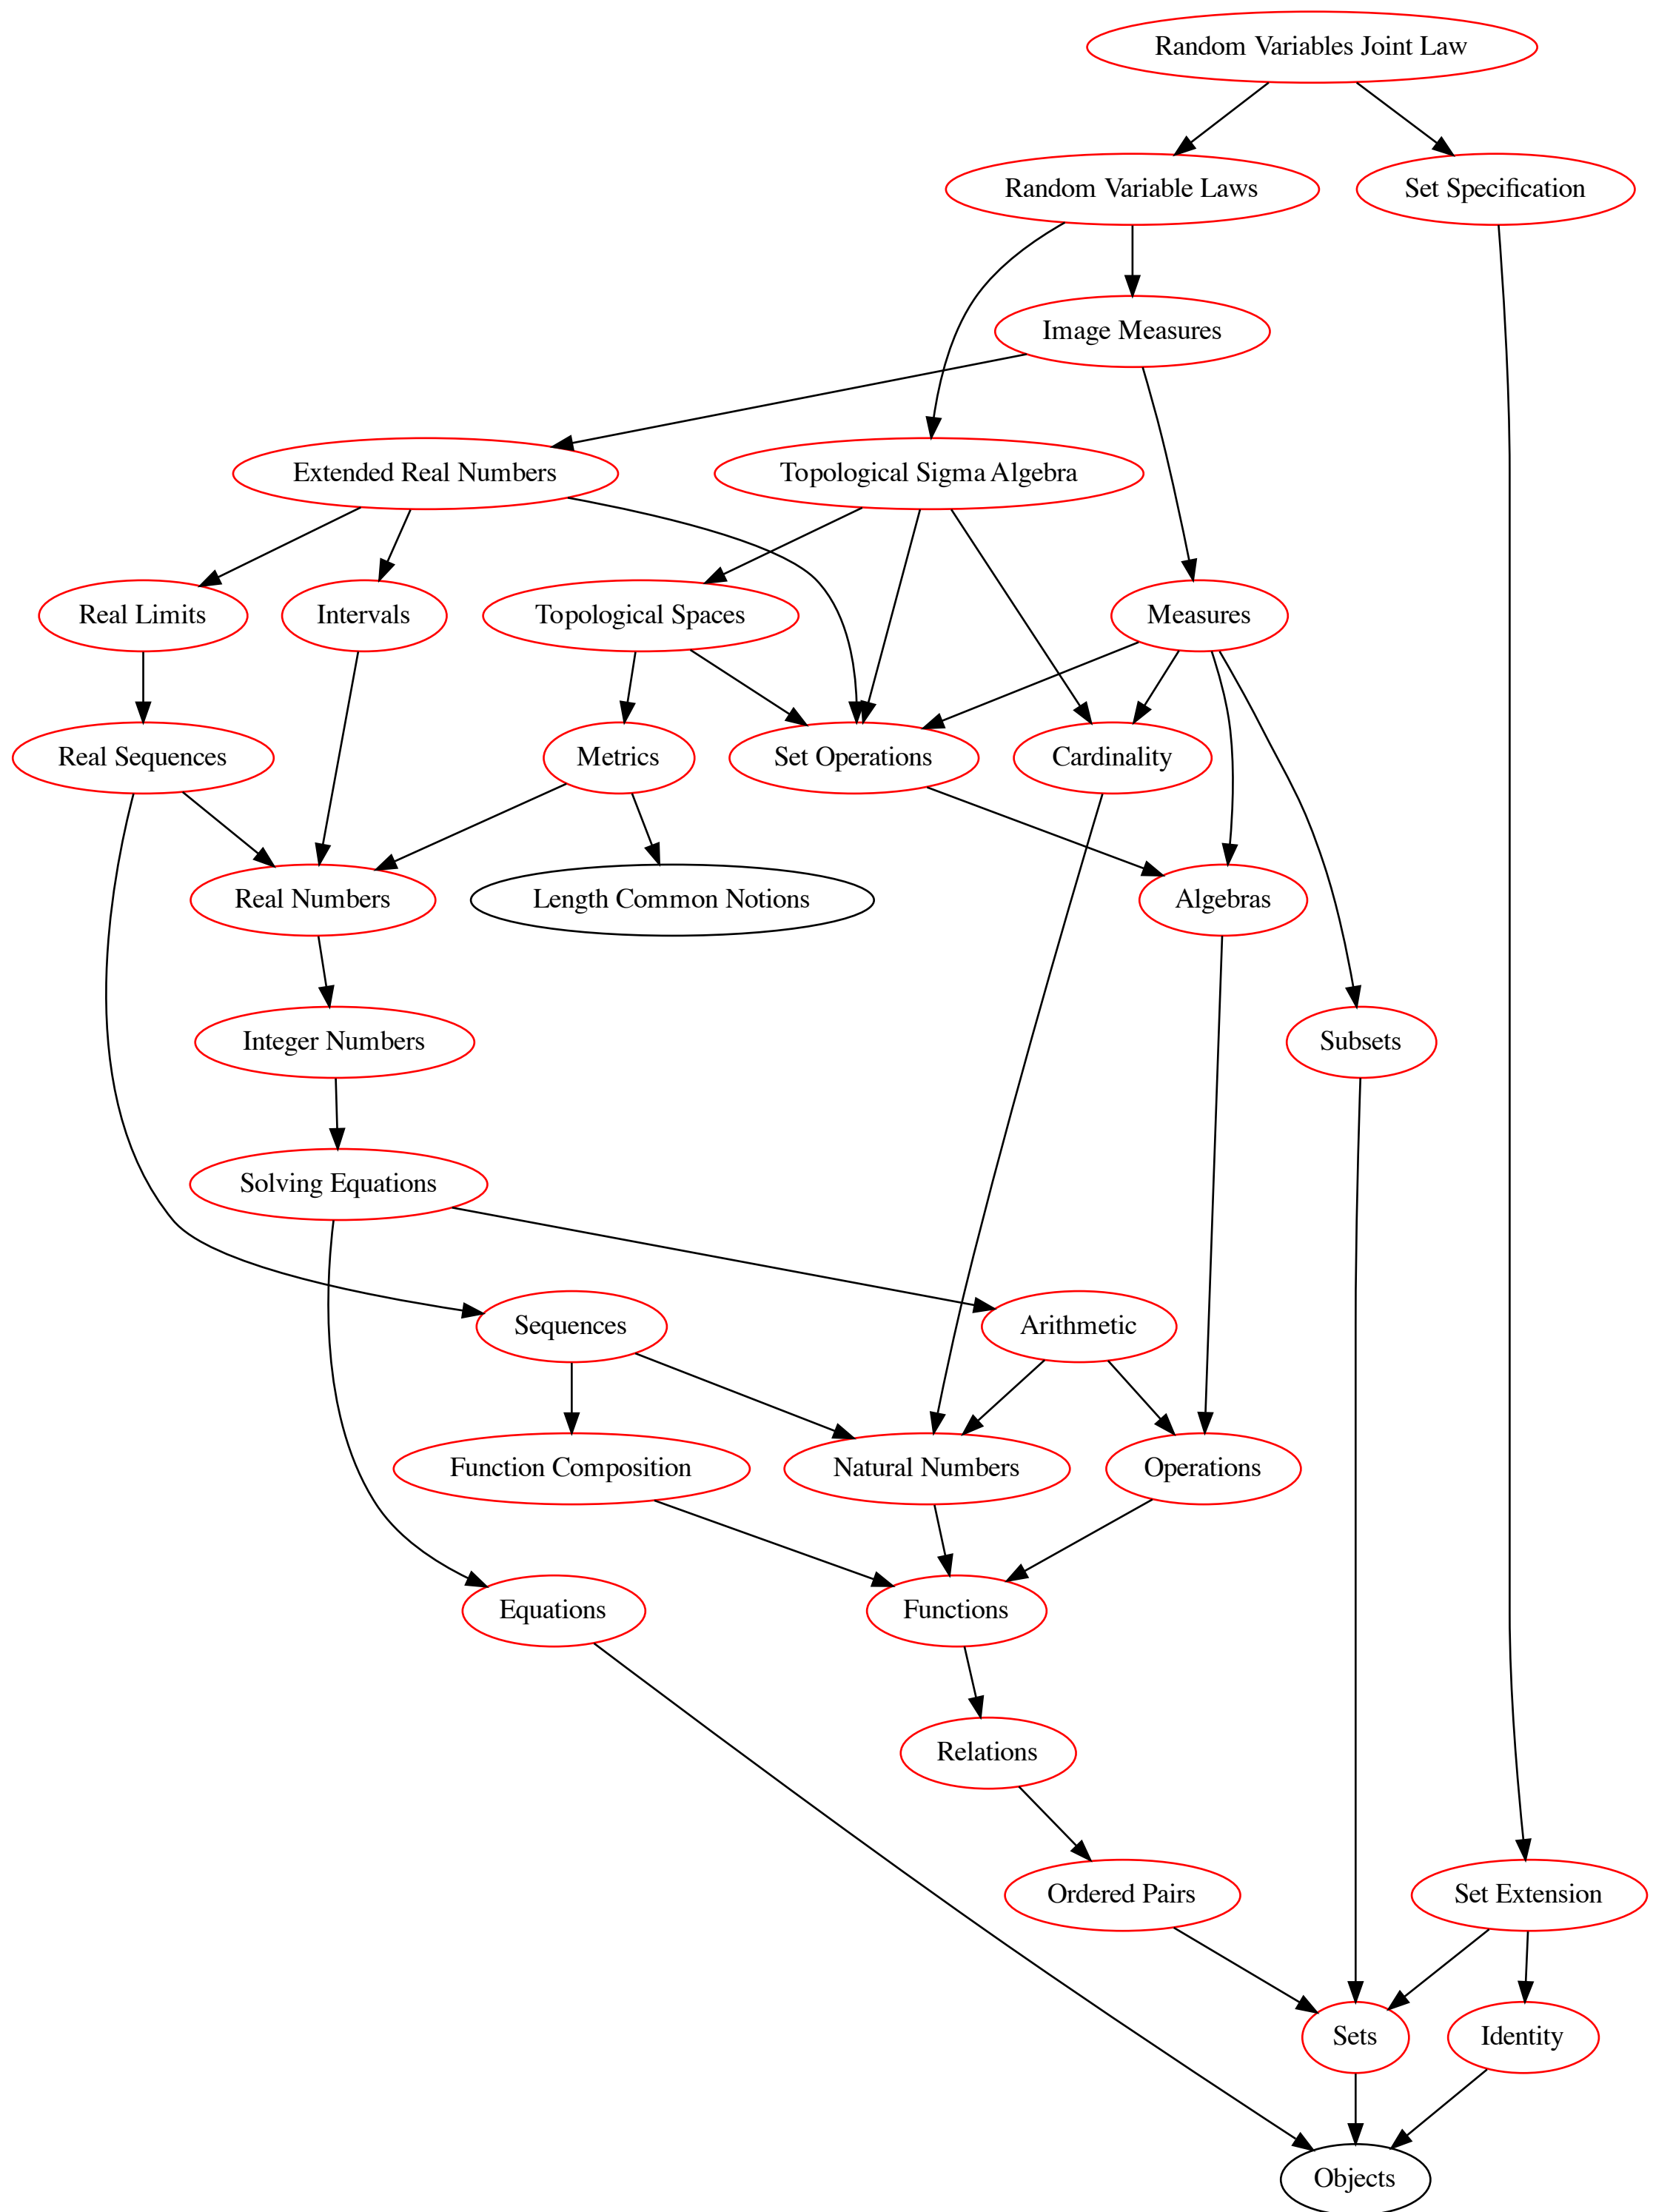 Random Variables Joint Law
Random Variable Laws
Set Specification
Image Measures
Extended Real Numbers
Topological Sigma Algebra
Real Limits
Intervals
Topological Spaces
Measures
Real Sequences
Metrics
Set Operations
Cardinality
Real Numbers
Length Common Notions
Algebras
Integer Numbers
Subsets
Solving Equations
Sequences
Arithmetic
Function Composition
Natural Numbers
Operations
Equations
Functions
Relations
Ordered Pairs
Set Extension
Sets
Identity
Objects